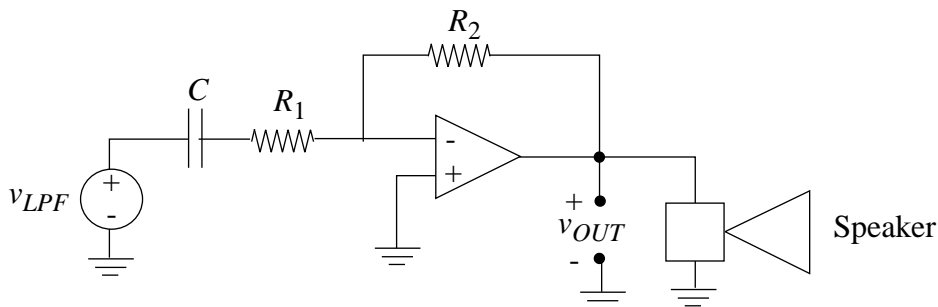 R2
C
R1
vLPF
+
-
-
+
+
vOUT
-
Speaker